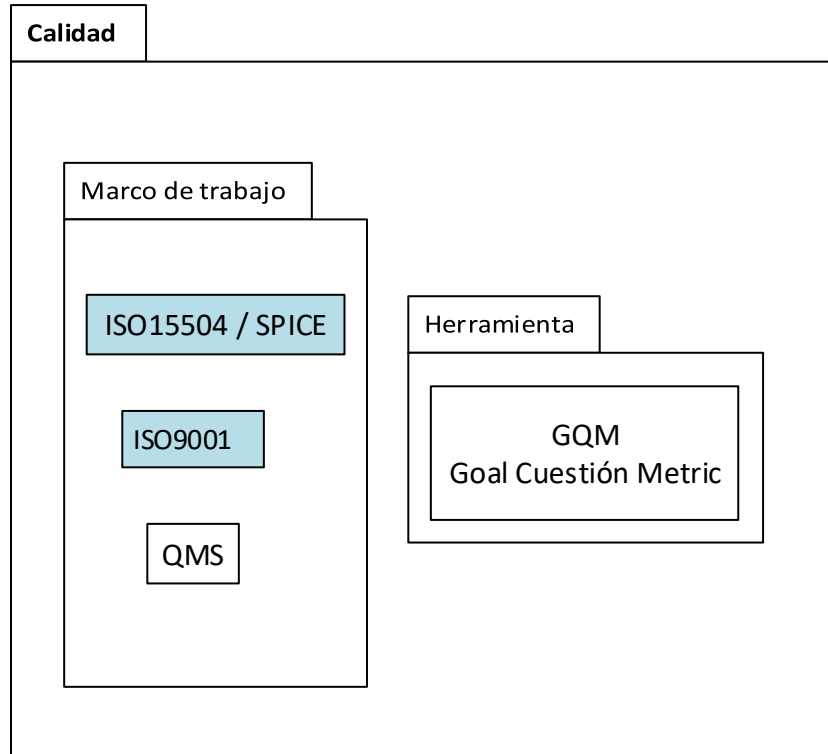 Calidad
Marco de trabajo
ISO15504 / SPICE
ISO9001
QMS
Herramienta
GQM
Goal Cuestión Metric